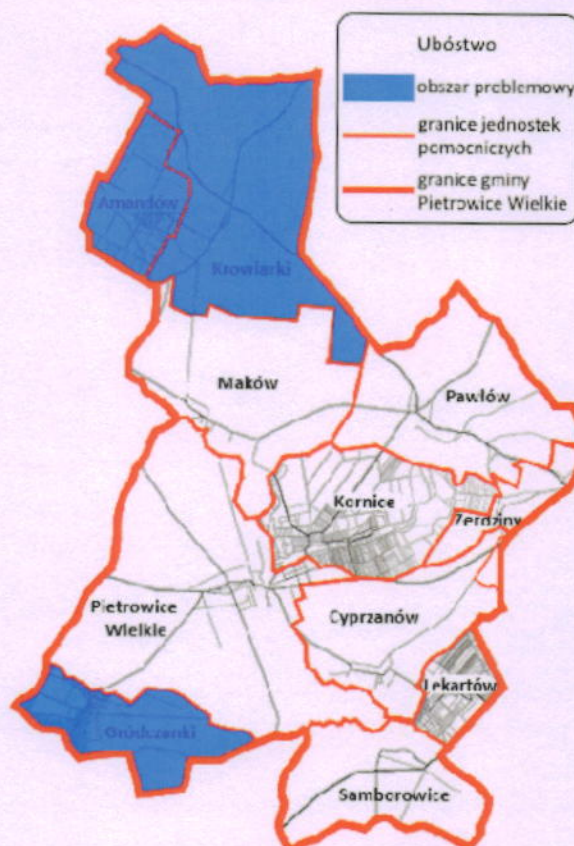 Ubóstwo
obszar problemowy
granice jednostek
pomocniczych
granice gminy
Pietrowice Wielkie
Amandów
Krowiarki
Maków
Pawłów
Kornice
Żerdziny
Pietrowice
Wielkie
Cyprzanów
Lekartów
Gródczanki
Samborowice